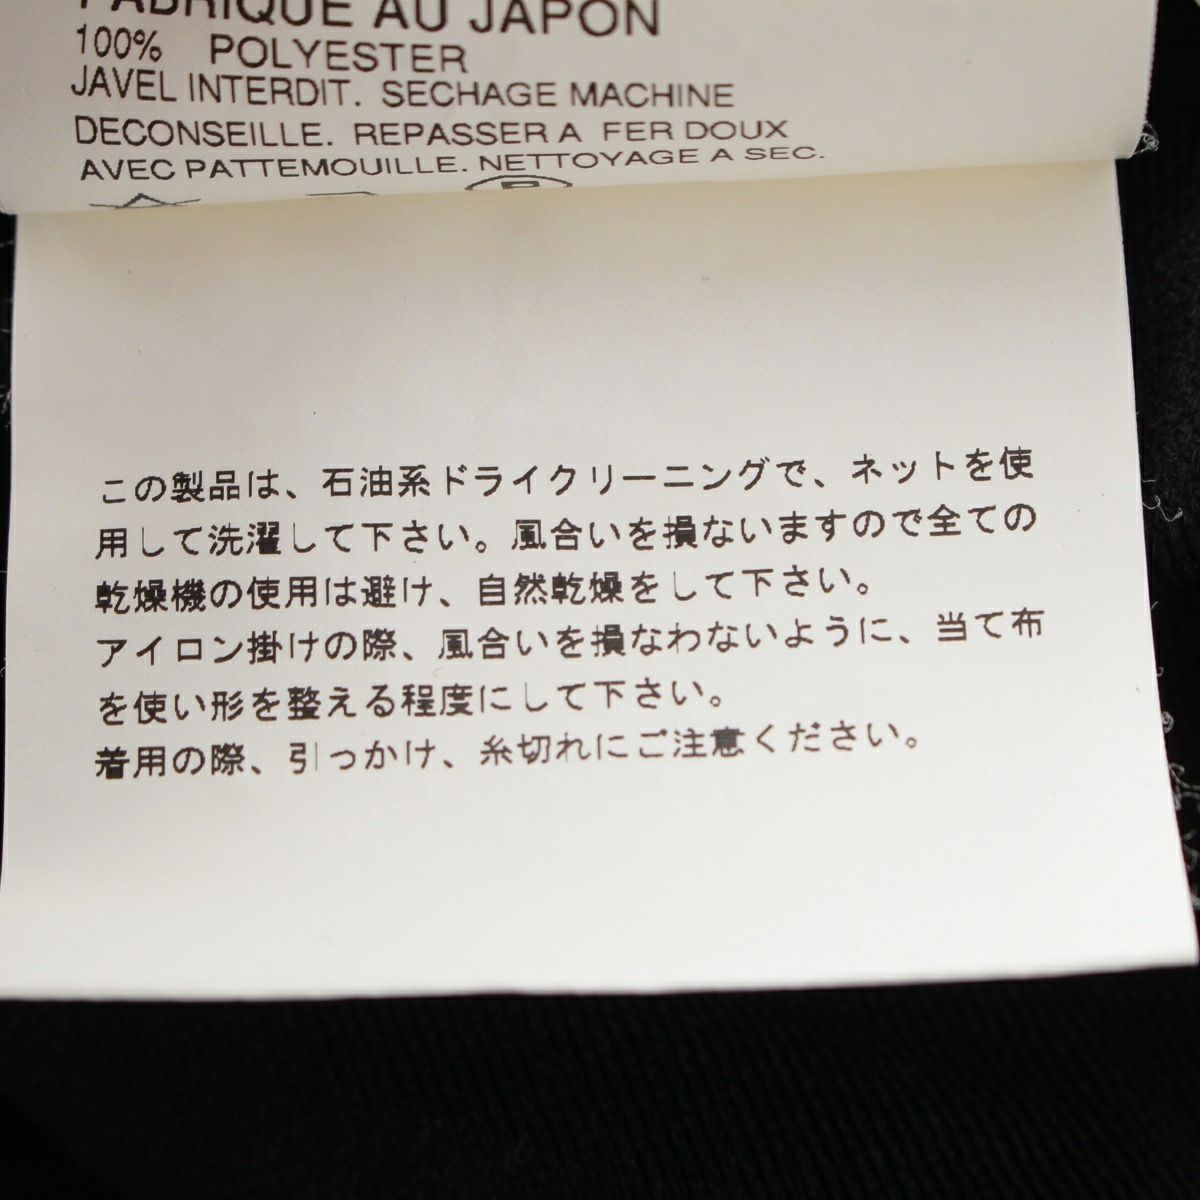 FABRIQUE AU JAPON
100% POLYESTER
JAVEL INTERDIT. SECHAGE MACHINE
DECONSEILLE. REPASSER A FER DOUX
AVEC PATTEMOUILLE. NETTOYAGE A SEC.
P
この製品は、石油系ドライクリーニングで、ネットを使
用して洗濯して下さい。風合いを損ないますので全ての
乾燥機の使用は避け、自然乾燥をして下さい。
アイロン掛けの際、風合いを損なわないように、当て布
を使い形を整える程度にして下さい。
着用の際、引っかけ、糸切れにご注意ください。